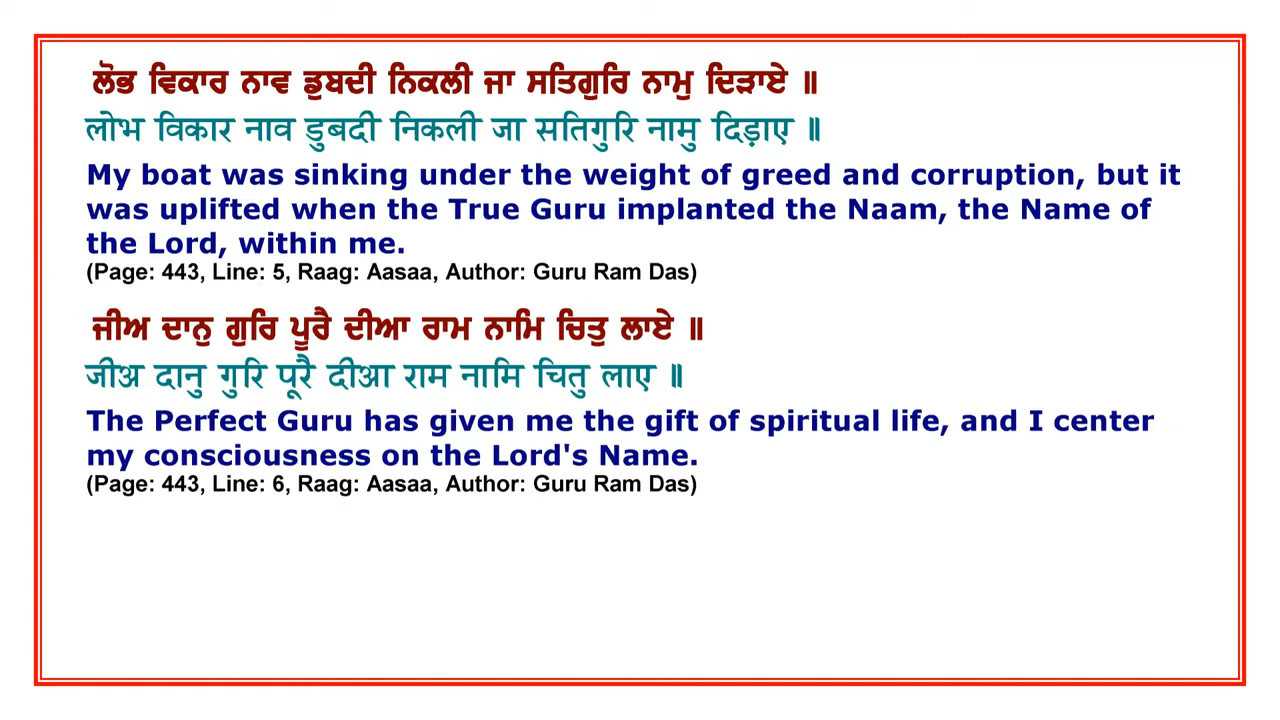 ਲੋਭ ਵਿਕਾਰ ਨਾਵ ਡੁਬਦੀ ਨਿਕਲੀ ਜਾ ਸਤਿਗੁਰਿ ਨਾਮੁ ਦਿੜਾਏ ॥
लोभ विकार नाव डुबदी निकली जा सतिगुरि नामु दिड़ाए ॥
My boat was sinking under the weight of greed and corruption, but it
was uplifted when the True Guru implanted the Naam, the Name of
the Lord, within me.
(Page: 443, Line: 5, Raag: Aasaa, Author: Guru Ram Das)
ਜੀਅ ਦਾਨੁ ਗੁਰਿ ਪੂਰੈ ਦੀਆ ਰਾਮ ਨਾਮਿ ਚਿਤੁ ਲਾਏ ॥
जीअ दानु गुरि पूरै दीआ राम नामि चितु लाए ॥
The Perfect Guru has given me the gift of spiritual life, and I center
my consciousness on the Lord's Name.
(Page: 443, Line: 6, Raag: Aasaa, Author: Guru Ram Das)